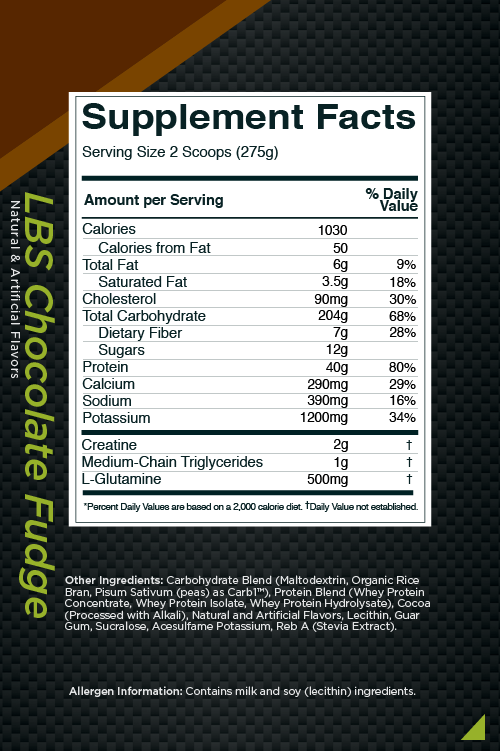 Supplement Facts
Serving Size 2 Scoops (275g)
Amount per Serving % Daily Value
Calories 1030
Calories from Fat 50
Total Fat 6g 9%
Saturated Fat 3.5g 18%
Cholesterol 90mg 30%
Total Carbohydrate 204g 68%
Dietary Fiber 7g 28%
Sugars 12g
Protein 40g 80%
Calcium 290mg 29%
Sodium 390mg 16%
Potassium 1200mg 34%
Creatine 2g †
Medium-Chain Triglycerides 1g †
L-Glutamine 500mg †
*Percent Daily Values are based on a 2,000 calorie diet. †Daily Value not established.
LBS Chocolate Fudge
Natural & Artificial Flavors
Other Ingredients: Carbohydrate Blend (Maltodextrin, Organic Rice
Bran, Pisum Sativum (peas) as Carb1™), Protein Blend (Whey Protein
Concentrate, Whey Protein Isolate, Whey Protein Hydrolysate), Cocoa
(Processed with Alkali), Natural and Artificial Flavors, Lecithin, Guar
Gum, Sucralose, Acesulfame Potassium, Reb A (Stevia Extract).
Allergen Information: Contains milk and soy (lecithin) ingredients.